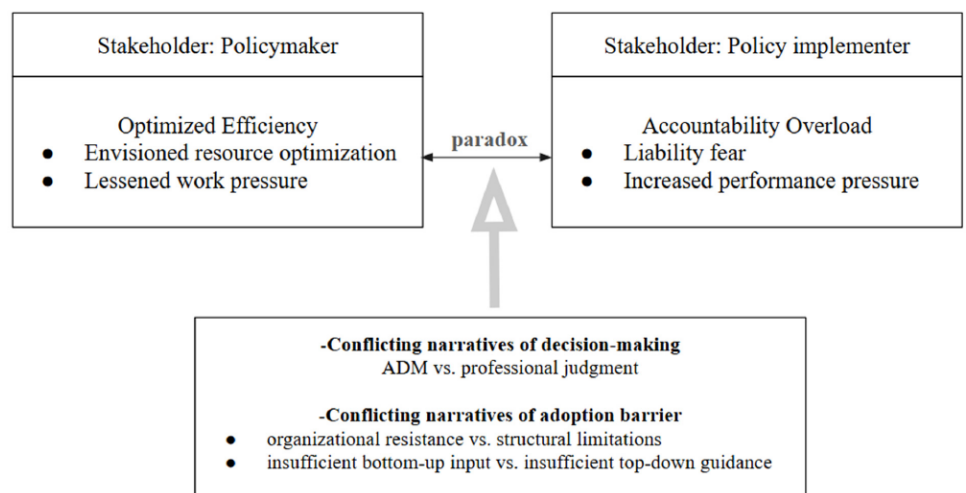 Stakeholder: Policymaker
Optimized Efficiency
● Envisioned resource optimization
● Lessened work pressure
paradox
Stakeholder: Policy implementer
Accountability Overload
● Liability fear
● Increased performance pressure
-Conflicting narratives of decision-making
ADM vs. professional judgment
-Conflicting narratives of adoption barrier
● organizational resistance vs. structural limitations
● insufficient bottom-up input vs. insufficient top-down guidance